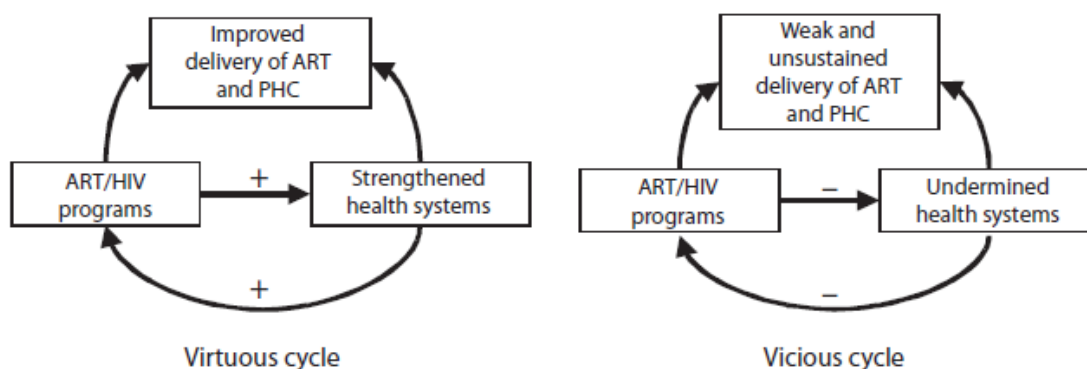 Improved
delivery of ART
and PHC
ART/HIV
programs
+
Strengthened
health systems
+
Virtuous cycle
Weak and
unsustained
delivery of ART
and PHC
ART/HIV
programs
–
Undermined
health systems
–
Vicious cycle